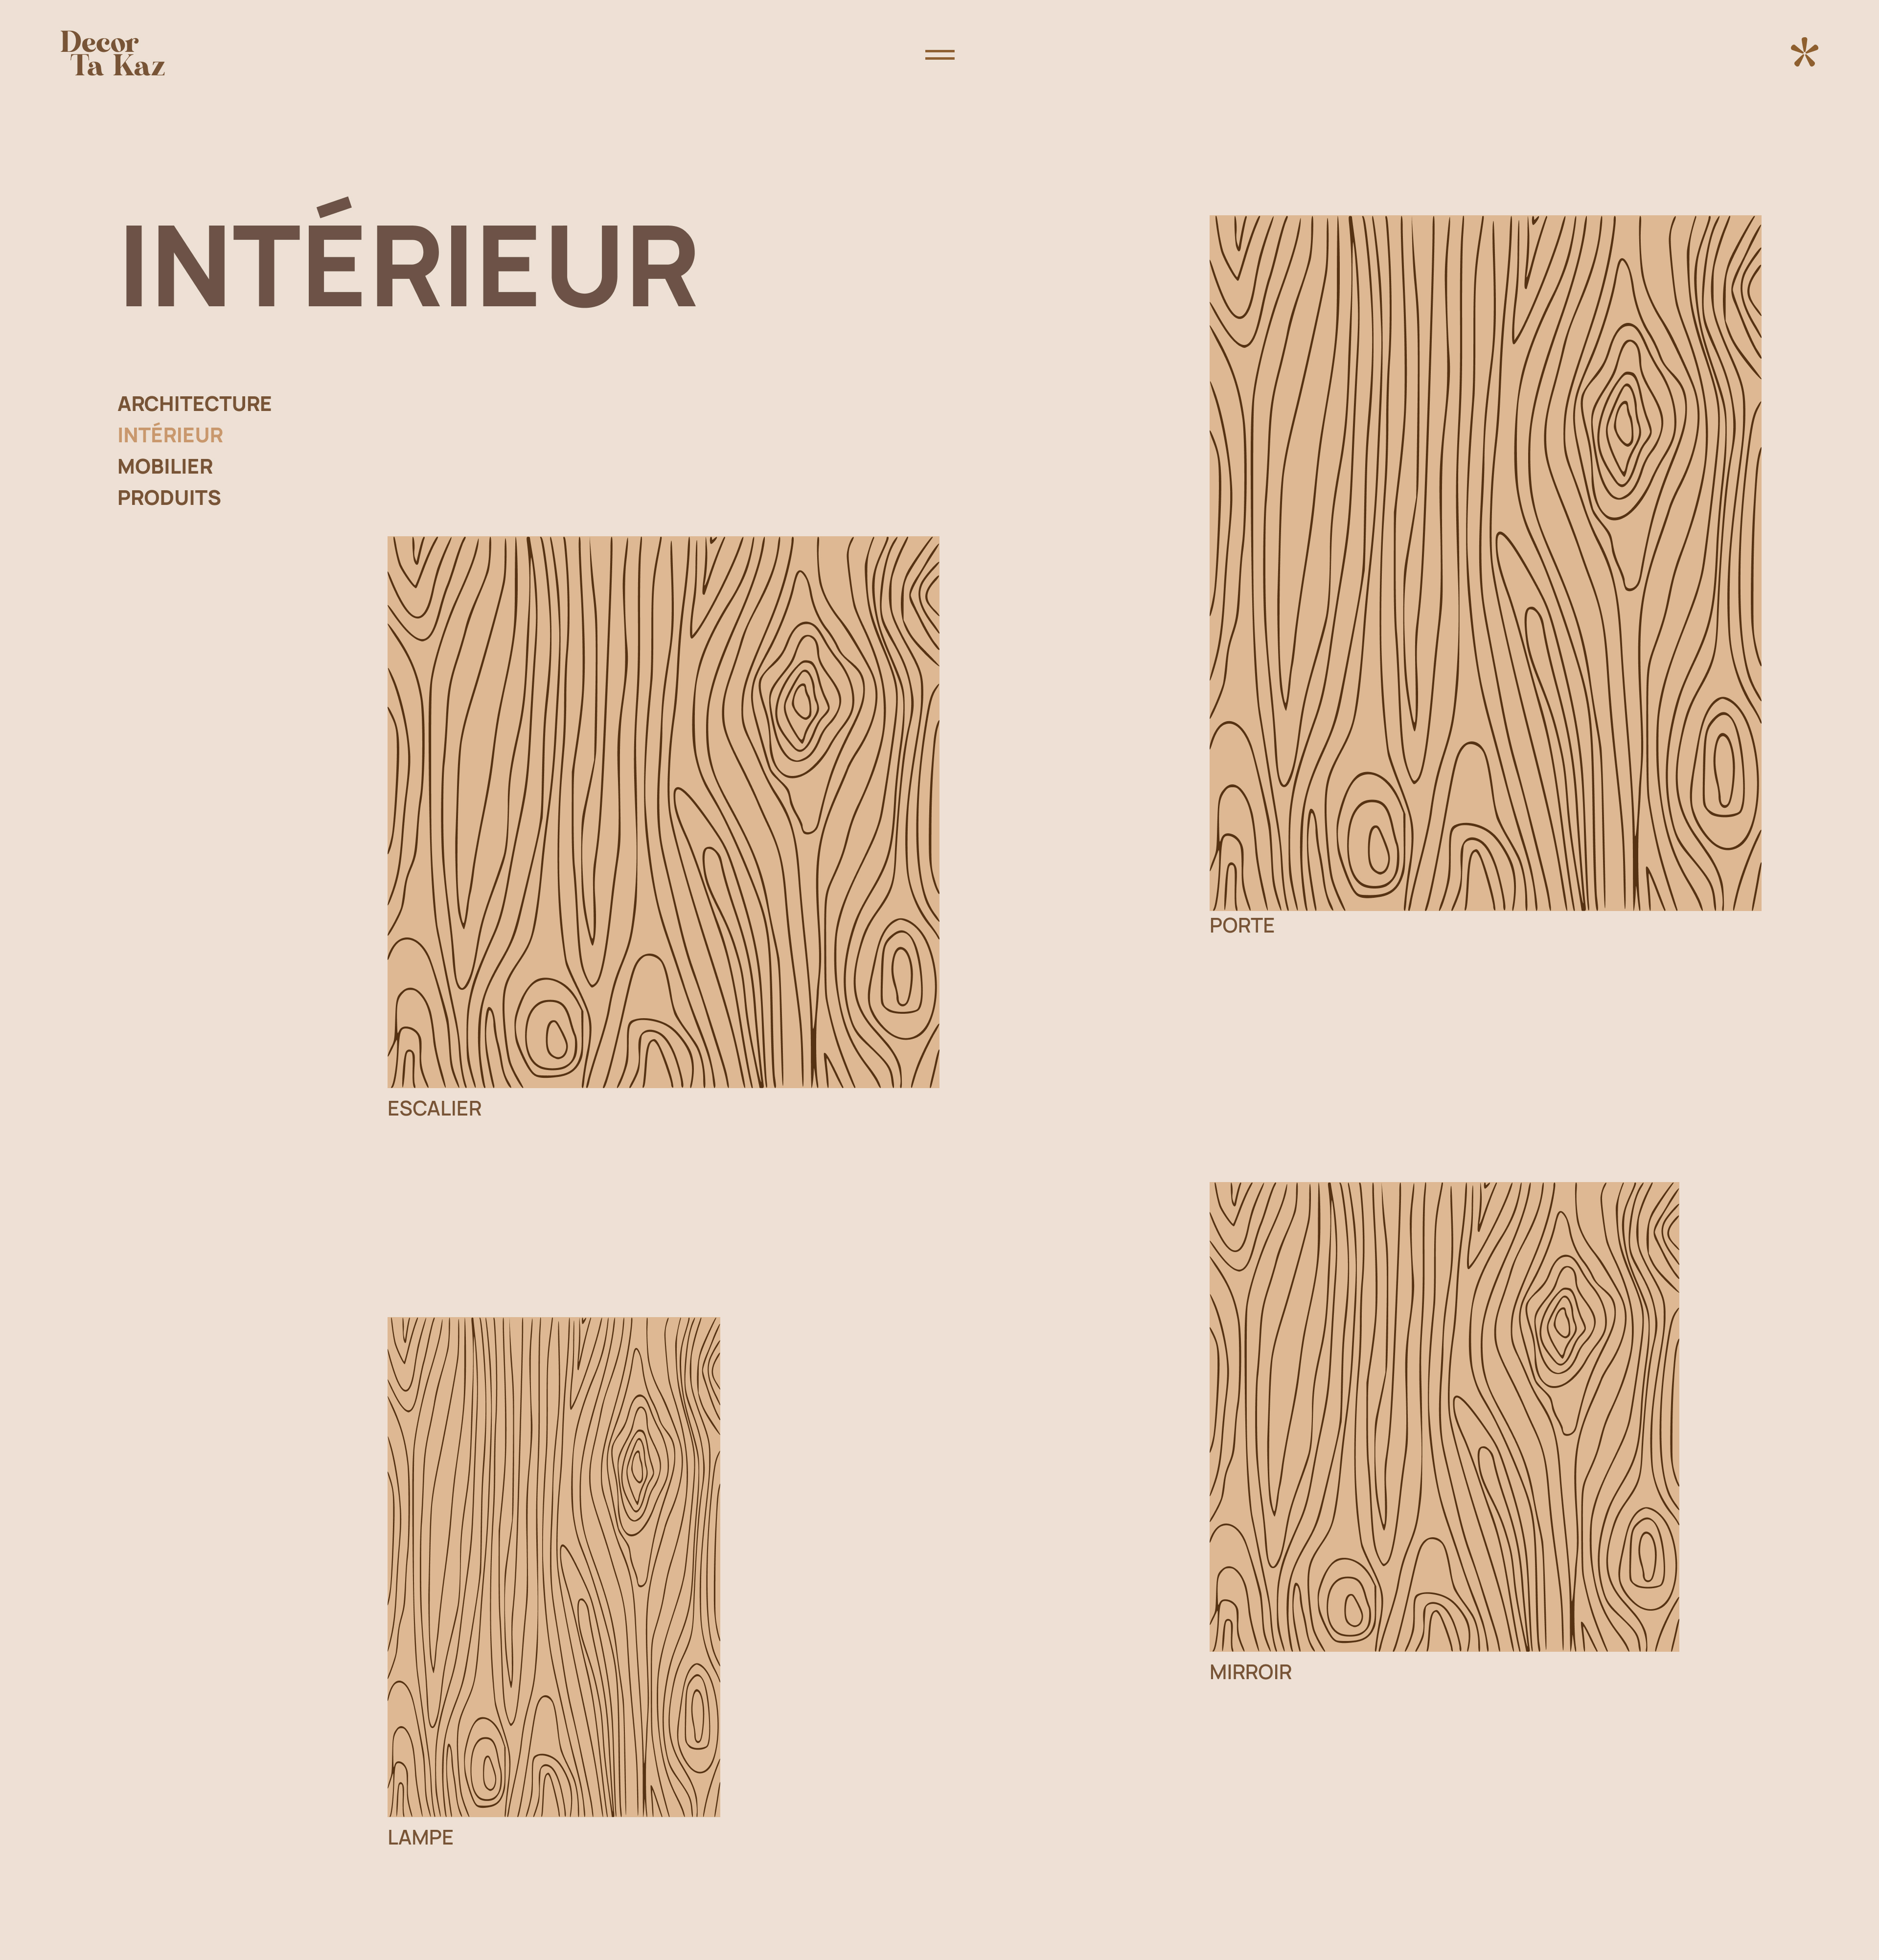 Decor
Ta Kaz
INTÉRIEUR
ARCHITECTURE
INTÉRIEUR
MOBILIER
PRODUITS
PORTE
ESCALIER
MIRROIR
LAMPE